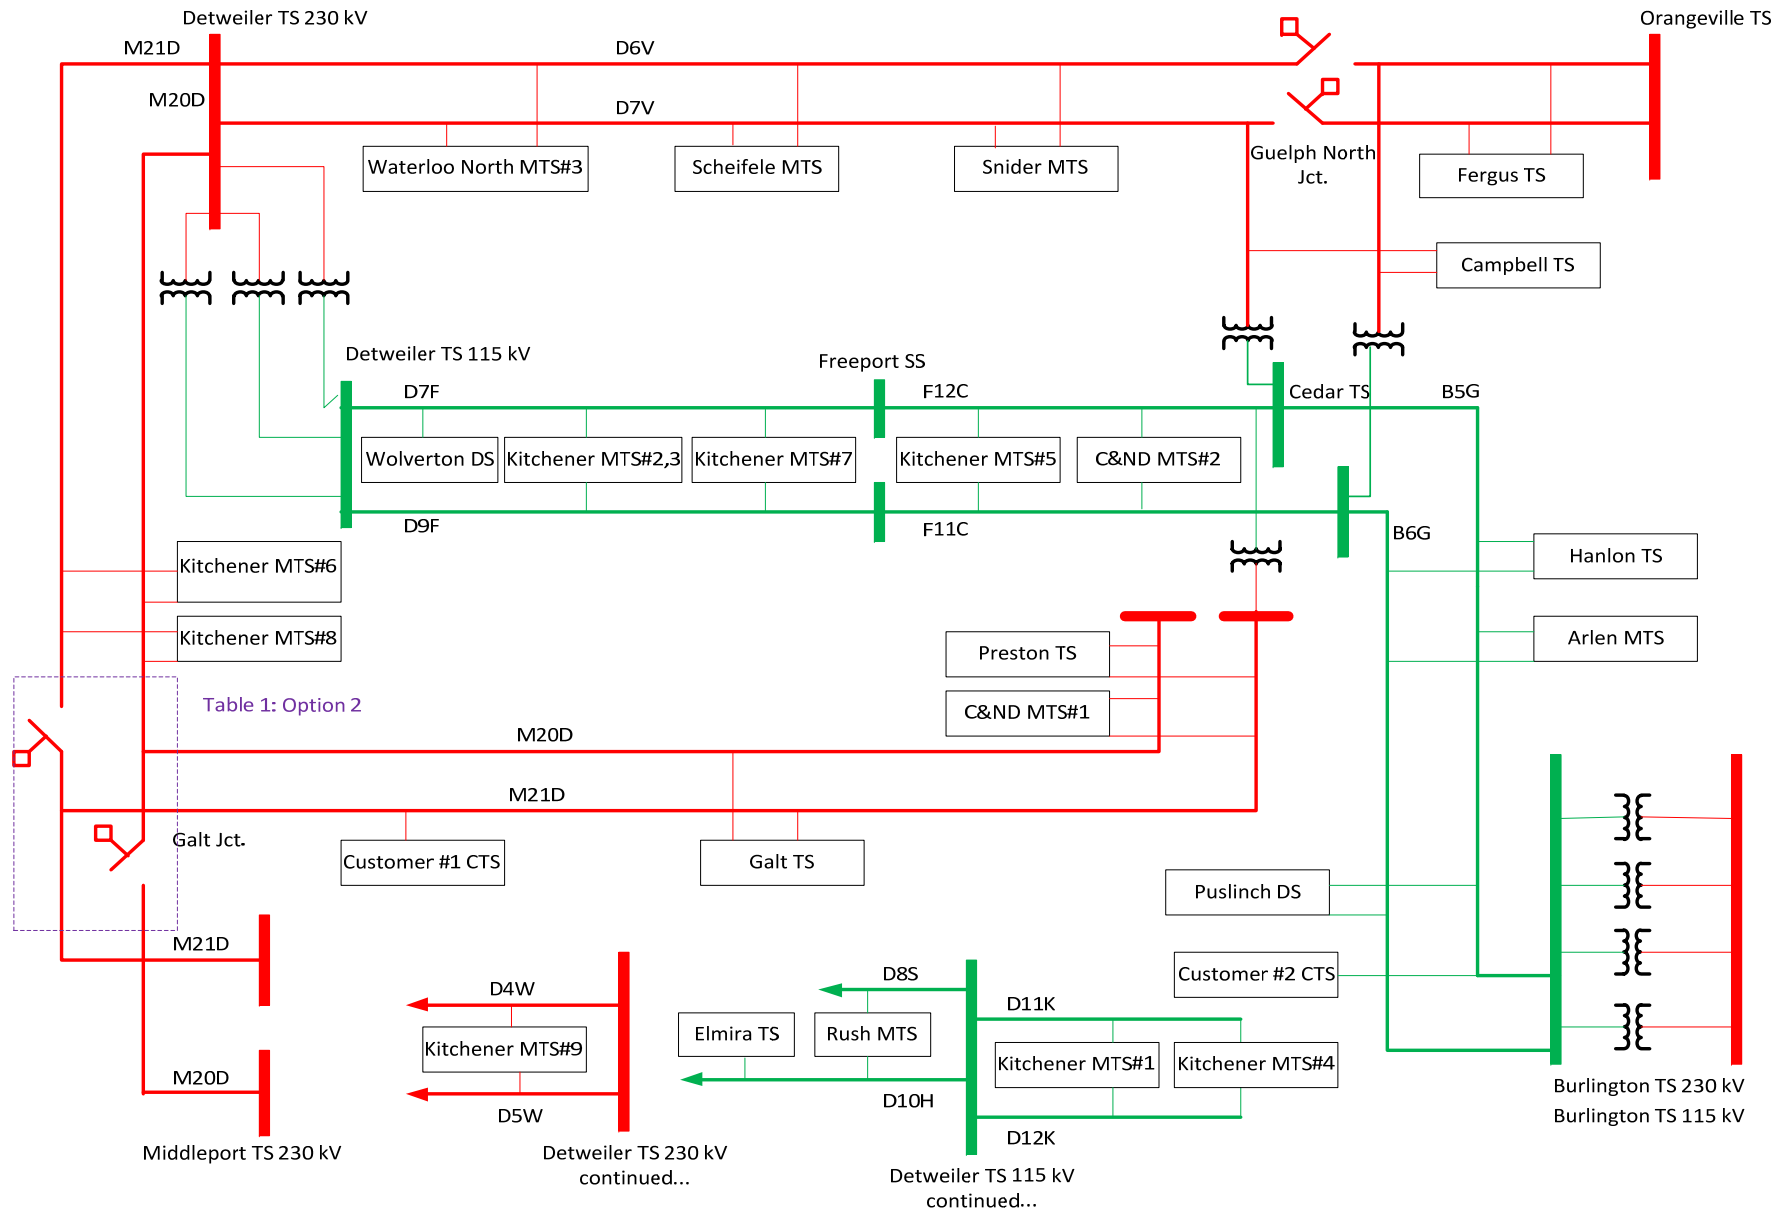 Detweiler TS 230 kV
Orangeville TS
M21D
D6V
M20D
D7V
Waterloo North MTS#3
Scheifele MTS
Snider MTS
Guelph North
Jct.
Fergus TS
Campbell TS
Detweiler TS 115 kV
Freeport SS
D7F
F12C
Cedar TS
B5G
Wolverton DS
Kitchener MTS#2,3
Kitchener MTS#7
Kitchener MTS#5
C&ND MTS#2
D9F
F11C
B6G
Kitchener MTS#6
Hanlon TS
Kitchener MTS#8
Arlen MTS
Preston TS
Table 1: Option 2
C&ND MTS#1
M20D
M21D
Galt Jct.
Customer #1 CTS
Galt TS
Puslinch DS
M21D
D4W
D8S
Customer #2 CTS
D11K
Kitchener MTS#9
Elmira TS
Rush MTS
Kitchener MTS#1
Kitchener MTS#4
M20D
D5W
D10H
D12K
Burlington TS 230 kV
Burlington TS 115 kV
Middleport TS 230 kV
Detweiler TS 230 kV
continued...
Detweiler TS 115 kV
continued...